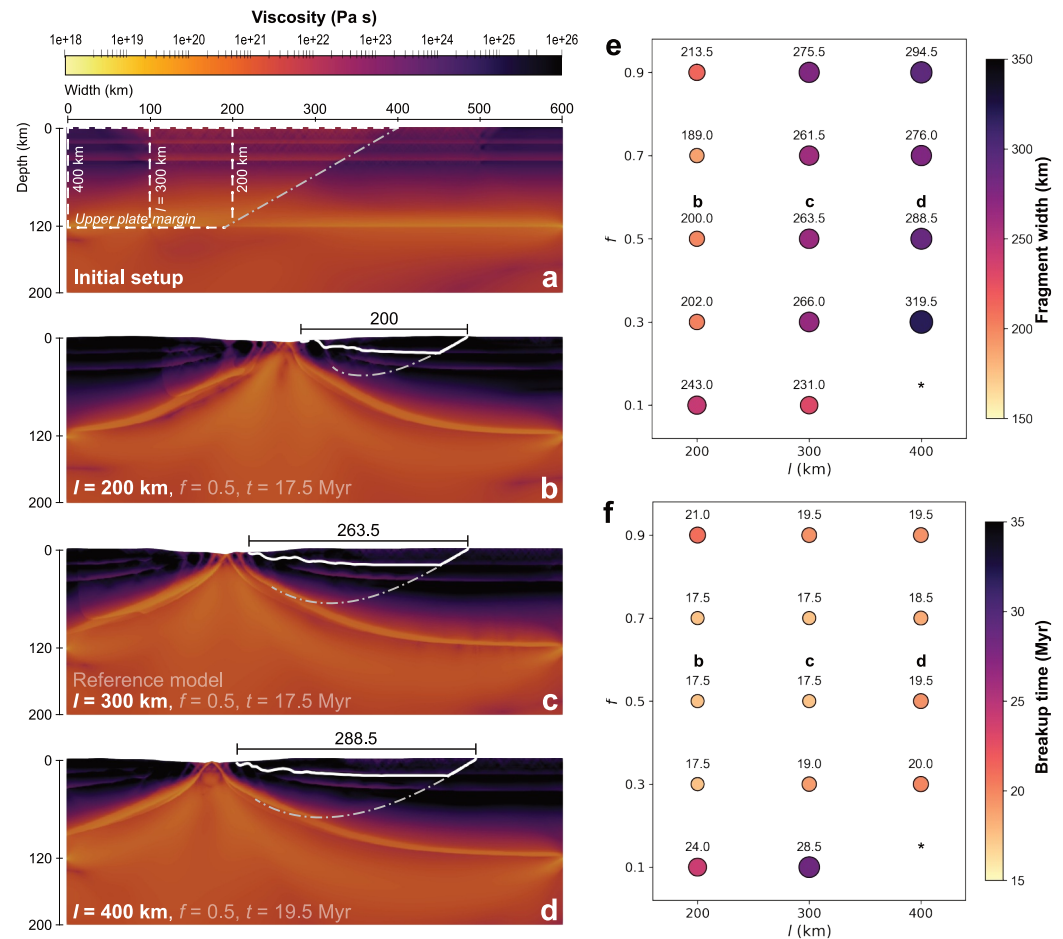 Viscosity (Pa s)
1e+18 1e+19 1e+20 1e+21 1e+22 1e+23 1e+24 1e+25 1e+26
Width (km)
0 100 200 300 400 500 600
Depth (km)
0
120
200
400 km
l = 300 km
200 km
Upper plate margin
Initial setup
a
200
0
120
200
l = 200 km, f = 0.5, t = 17.5 Myr
b
263.5
0
120
200
Reference model
l = 300 km, f = 0.5, t = 17.5 Myr
c
288.5
0
120
200
l = 400 km, f = 0.5, t = 19.5 Myr
d
e
213.5 275.5 294.5
0.9
189.0 261.5 276.0
0.7
b c d
200.0 263.5 288.5
0.5
f
202.0 266.0 319.5
0.3
243.0 231.0 *
0.1
200 300 400
l (km)
350
300
250
200
150
Fragment width (km)
f
21.0 19.5 19.5
0.9
17.5 17.5 18.5
0.7
b c d
17.5 17.5 19.5
0.5
f
17.5 19.0 20.0
0.3
24.0 28.5 *
0.1
200 300 400
l (km)
35
30
25
20
15
Breakup time (Myr)